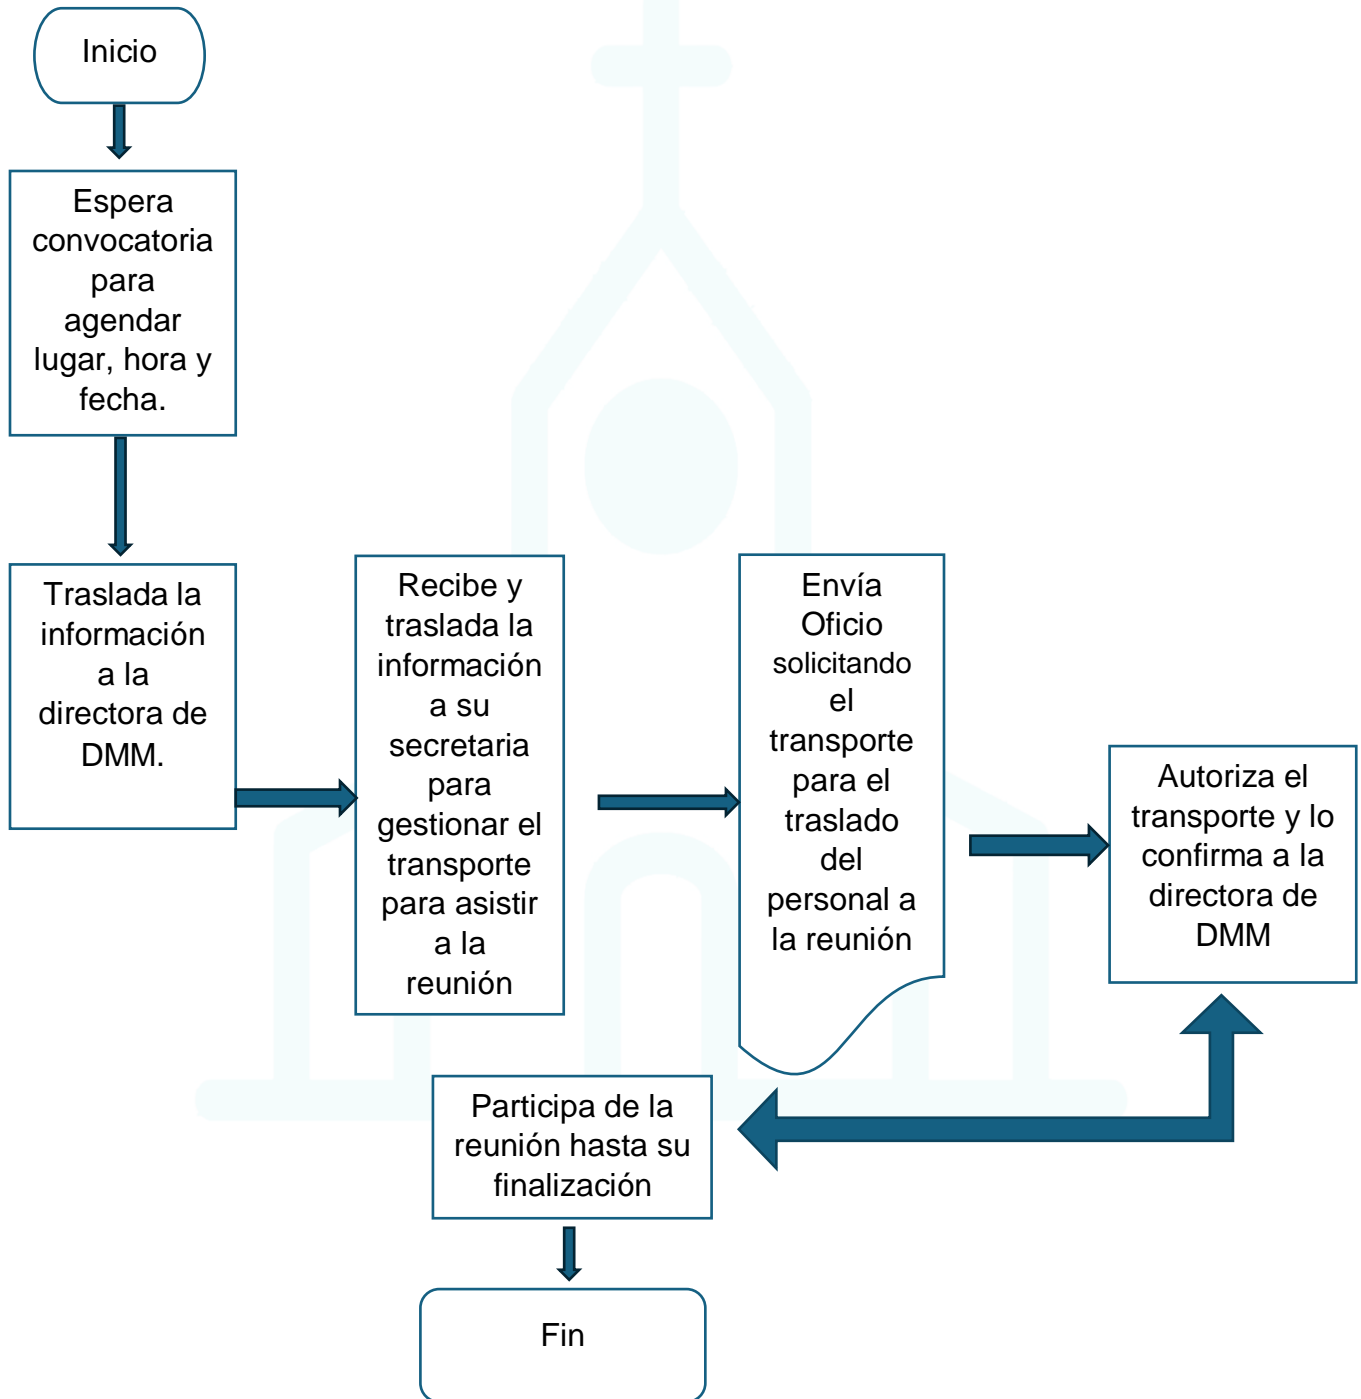 Inicio
Espera
convocatoria
para
agendar
lugar, hora y
fecha.
Traslada la
información
a la
directora de
DMM.
Recibe y
traslada la
información
a su
secretaria
para
gestionar el
transporte
para asistir
a la
reunión
Envía
Oficio
solicitando
el
transporte
para el
traslado
del
personal a
la reunión
Autoriza el
transporte y lo
confirma a la
directora de
DMM
Participa de la
reunión hasta su
finalización
Fin